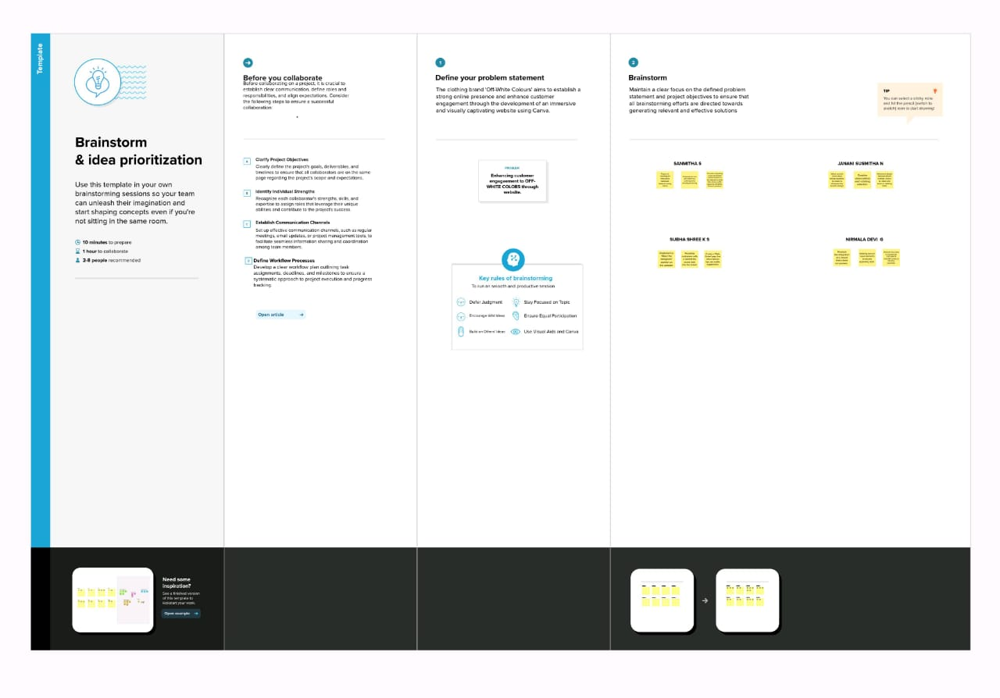 Template
Brainstorm
& idea prioritization
Use this template in your own
brainstorming sessions so your team
can unleash their imagination and
start shaping concepts even if you're
not sitting in the same room.
10 minutes to prepare
1 hour to collaborate
2-8 people recommended
Need some
inspiration?
See a finished version
of this template to
kickstart your work.
Open example
Before you collaborate
Before collaborating on a project, it is crucial to
establish clear communication, define roles and
responsibilities, and align expectations. Consider
the following steps to ensure a successful
collaboration:
A
Clarify Project Objectives
Clearly define the project's goals, deliverables, and
timelines to ensure that all collaborators are on the same
page regarding the project's scope and expectations.
B
Identify Individual Strengths
Recognize each collaborator's strengths, skills, and
expertise to assign roles that leverage their unique
abilities and contribute to the project's success.
C
Establish Communication Channels
Set up effective communication channels, such as regular
meetings, email updates, or project management tools, to
facilitate seamless information sharing and coordination
among team members.
D
Define Workflow Processes
Develop a clear workflow plan outlining task
assignments, deadlines, and milestones to ensure a
systematic approach to project execution and progress
tracking.
Open article
1
Define your problem statement
The clothing brand 'Off-White Colours' aims to establish a
strong online presence and enhance customer
engagement through the development of an immersive
and visually captivating website using Canva.
PROBLEM
Enhancing customer
engagement to OFF-
WHITE COLORS through
website.
Key rules of brainstorming
To run an smooth and productive session
Defer Judgment
Stay Focused on Topic
Encourage Wild Ideas
Ensure Equal Participation
Build on Others' Ideas
Use Visual Aids and Canva
2
Brainstorm
Maintain a clear focus on the defined problem
statement and project objectives to ensure that
all brainstorming efforts are directed towards
generating relevant and effective solutions
TIP
You can select a sticky note
and hit the pencil [switch to
sketch] icon to start drawing!
SANMITHA S
JANANI SUSMITHA N
SUBHA SHREE K S
NIRMALA DEVI G